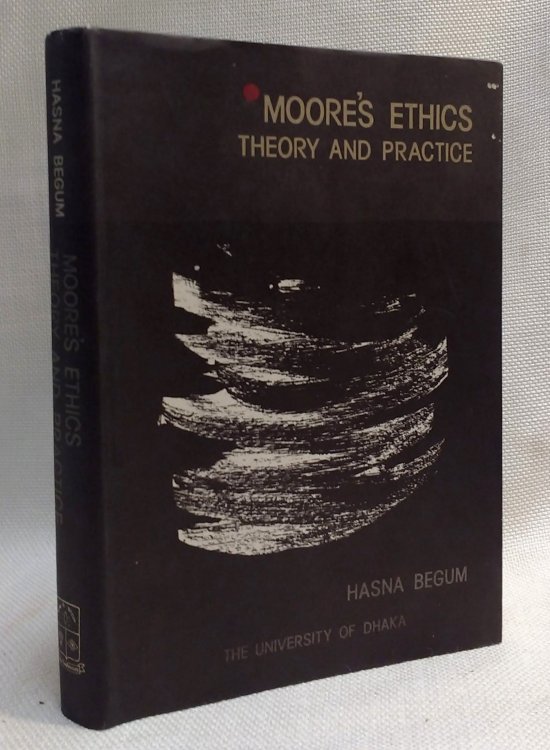 MOORE'S ETHICS
THEORY AND PRACTICE
HASNA BEGUM
THE UNIVERSITY OF DHAKA
HASNA BEGUM
MOORE'S ETHICS
THEORY AND PRACTICE